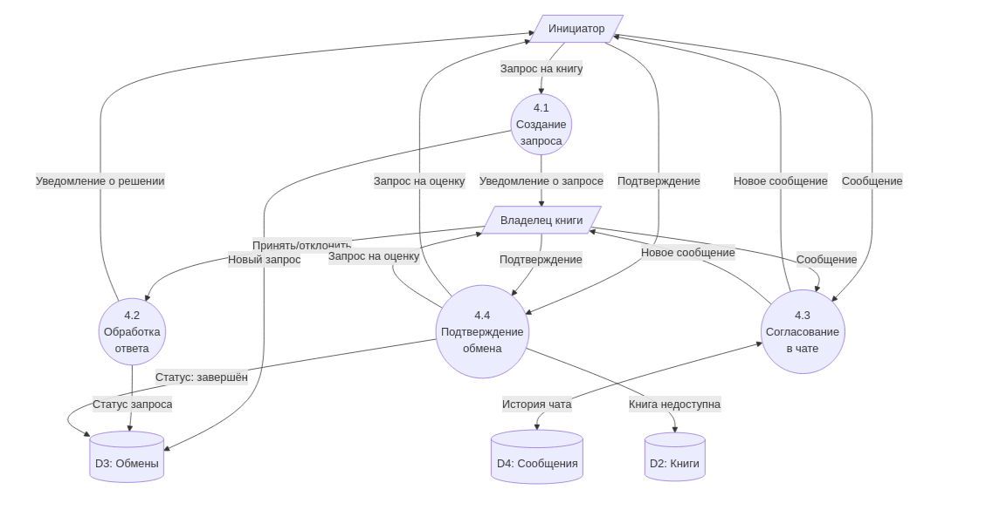 Инициатор
Запрос на книгу
4.1
Создание
запроса
Уведомление о решении
Запрос на оценку
Уведомление о запросе
Подтверждение
Новое сообщение
Сообщение
Владелец книги
Принять/отклонить
Новый запрос
Запрос на оценку
Подтверждение
Новое сообщение
Сообщение
4.2
Обработка
ответа
4.4
Подтверждение
обмена
4.3
Согласование
в чате
Статус: завершён
Статус запроса
История чата
Книга недоступна
D3: Обмены
D4: Сообщения
D2: Книги